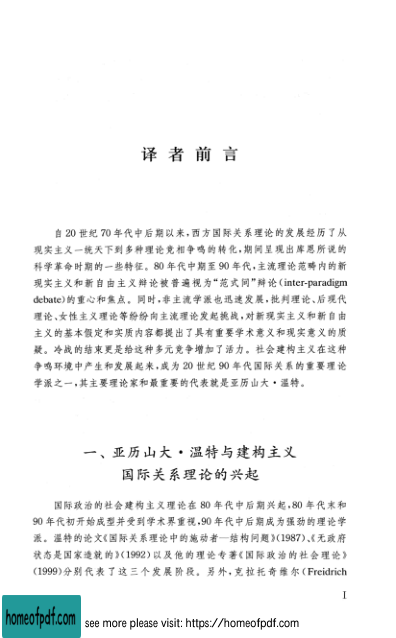 译者前言
自20世纪70年代中后期以来,西方国际关系理论的发展经历了从
现实主义一统天下到多种理论竞相争鸣的转化,期间呈现出库恩所说的
科学革命时期的一些特征。80年代中期至90年代,主流理论范畴内的新
现实主义和新自由主义辩论被普遍视为“范式间”辩论(inter-paradigm
debate)的重心和焦点。同时,非主流学派也迅速发展,批判理论、后现代
理论、女性主义理论等纷纷向主流理论发起挑战,对新现实主义和新自由
主义的基本假定和实质内容都提出了具有重要学术意义和现实意义的质
疑。冷战的结束更是给这种多元竞争增加了活力。社会建构主义在这种
争鸣环境中产生和发展起来,成为20世纪90年代国际关系的重要理论
学派之一,其主要理论家和最重要的代表就是亚历山大·温特。
一、亚历山大·温特与建构主义
国际关系理论的兴起
国际政治的社会建构主义理论在80年代中后期兴起,80年代末和
90年代初开始成型并受到学术界重视,90年代中后期成为强劲的理论学
派。温特的论文《国际关系理论中的施动者—结构问题》(1987)、《无政府
状态是国家造就的》(1992)以及他的理论专著《国际政治的社会理论》
(1999)分别代表了这三个发展阶段。另外,克拉托奇维尔(Freidrich
I
homeofpdf.com
see more please visit: https://homeofpdf.com